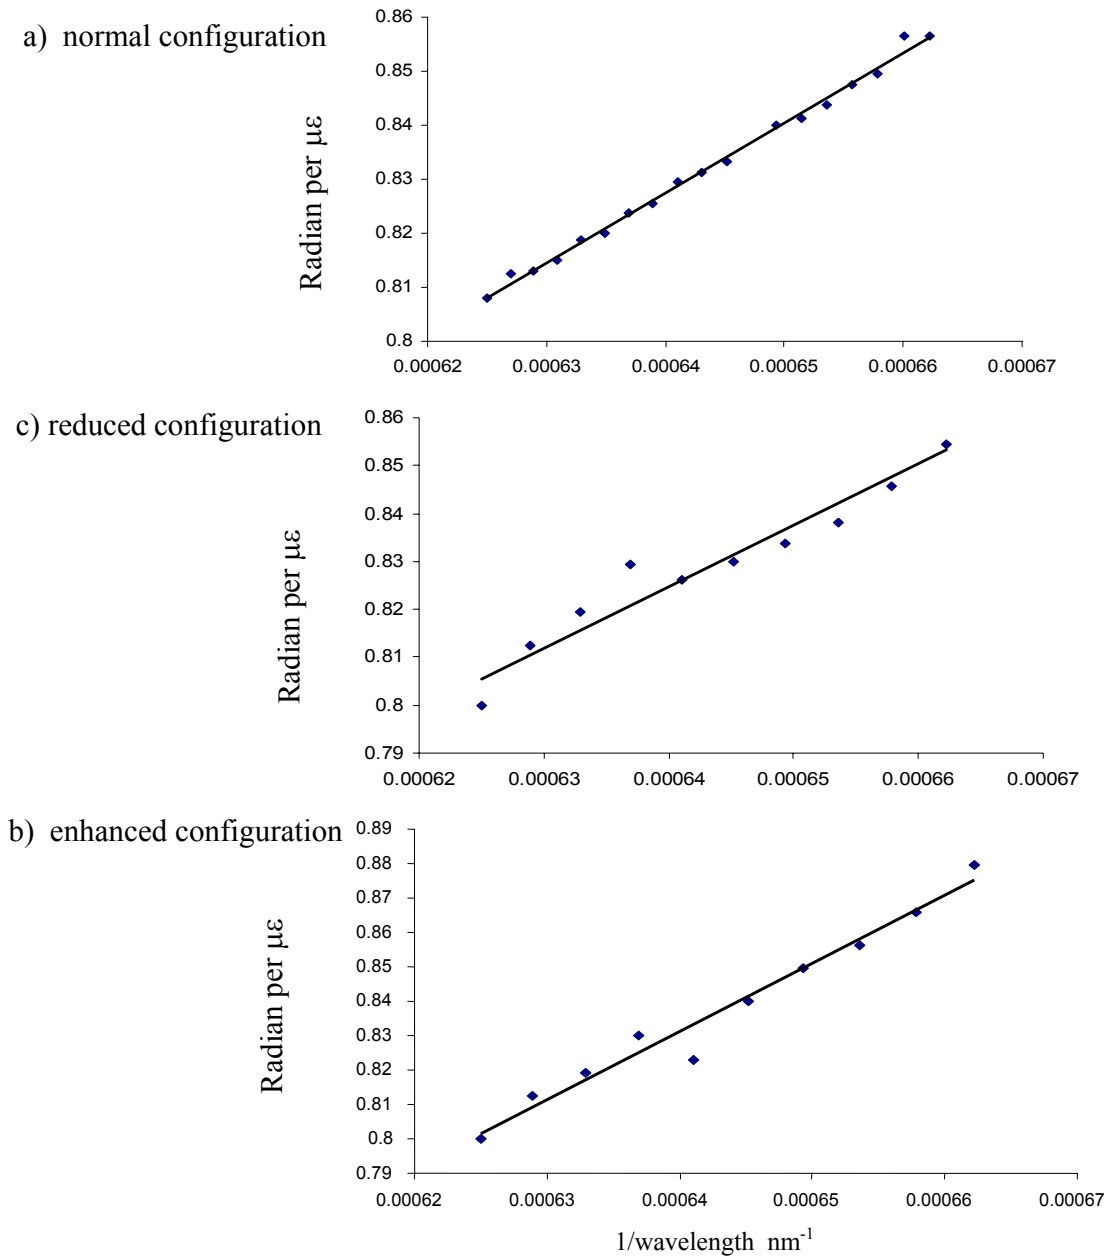 a)  normal configuration
Radian per με
0.86
0.85
0.84
0.83
0.82
0.81
0.8
0.00062 0.00063 0.00064 0.00065 0.00066 0.00067
c) reduced configuration
Radian per με
0.86
0.85
0.84
0.83
0.82
0.81
0.8
0.79
0.00062 0.00063 0.00064 0.00065 0.00066 0.00067
b)  enhanced configuration
Radian per με
0.89
0.88
0.87
0.86
0.85
0.84
0.83
0.82
0.81
0.8
0.79
0.00062 0.00063 0.00064 0.00065 0.00066 0.00067
1/wavelength  nm⁻¹